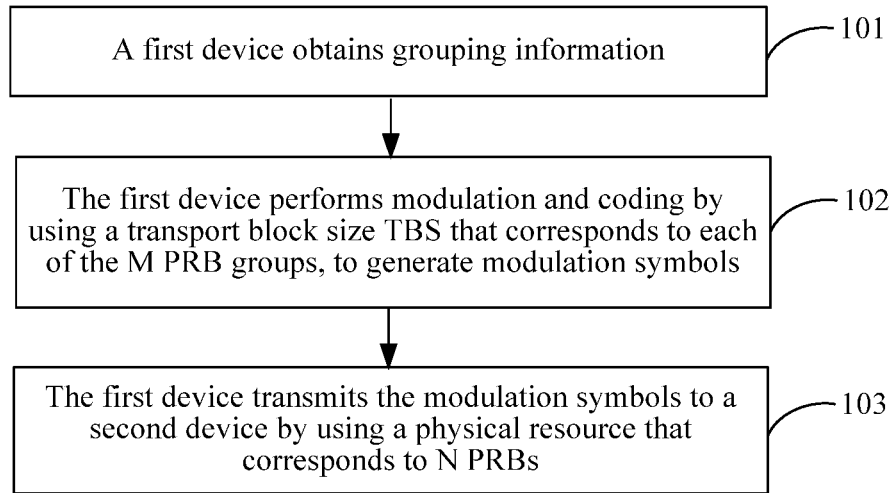 A first device obtains grouping information
101
The first device performs modulation and coding by
using a transport block size TBS that corresponds to each
of the M PRB groups, to generate modulation symbols
102
The first device transmits the modulation symbols to a
second device by using a physical resource that
corresponds to N PRBs
103